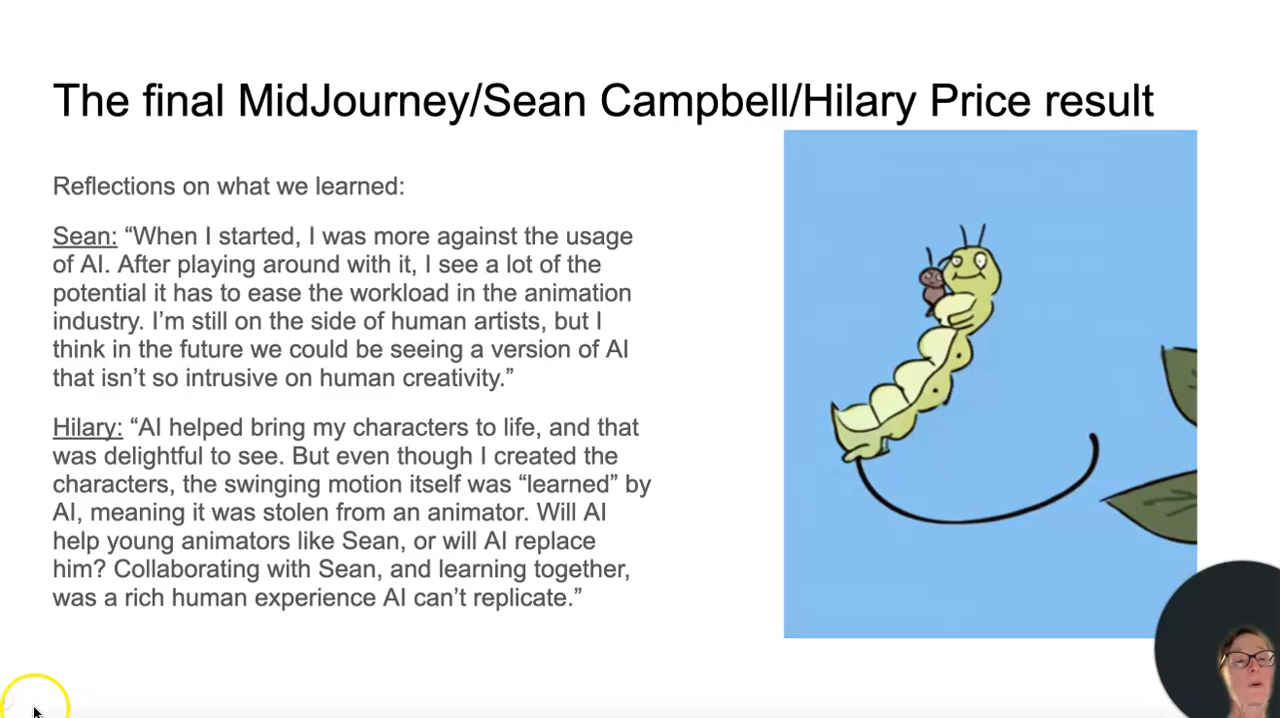 The final MidJourney/Sean Campbell/Hilary Price result
Reflections on what we learned:
Sean: “When I started, I was more against the usage
of AI. After playing around with it, I see a lot of the
potential it has to ease the workload in the animation
industry. I’m still on the side of human artists, but I
think in the future we could be seeing a version of AI
that isn’t so intrusive on human creativity.”
Hilary: “AI helped bring my characters to life, and that
was delightful to see. But even though I created the
characters, the swinging motion itself was “learned” by
AI, meaning it was stolen from an animator. Will AI
help young animators like Sean, or will AI replace
him? Collaborating with Sean, and learning together,
was a rich human experience AI can’t replicate.”